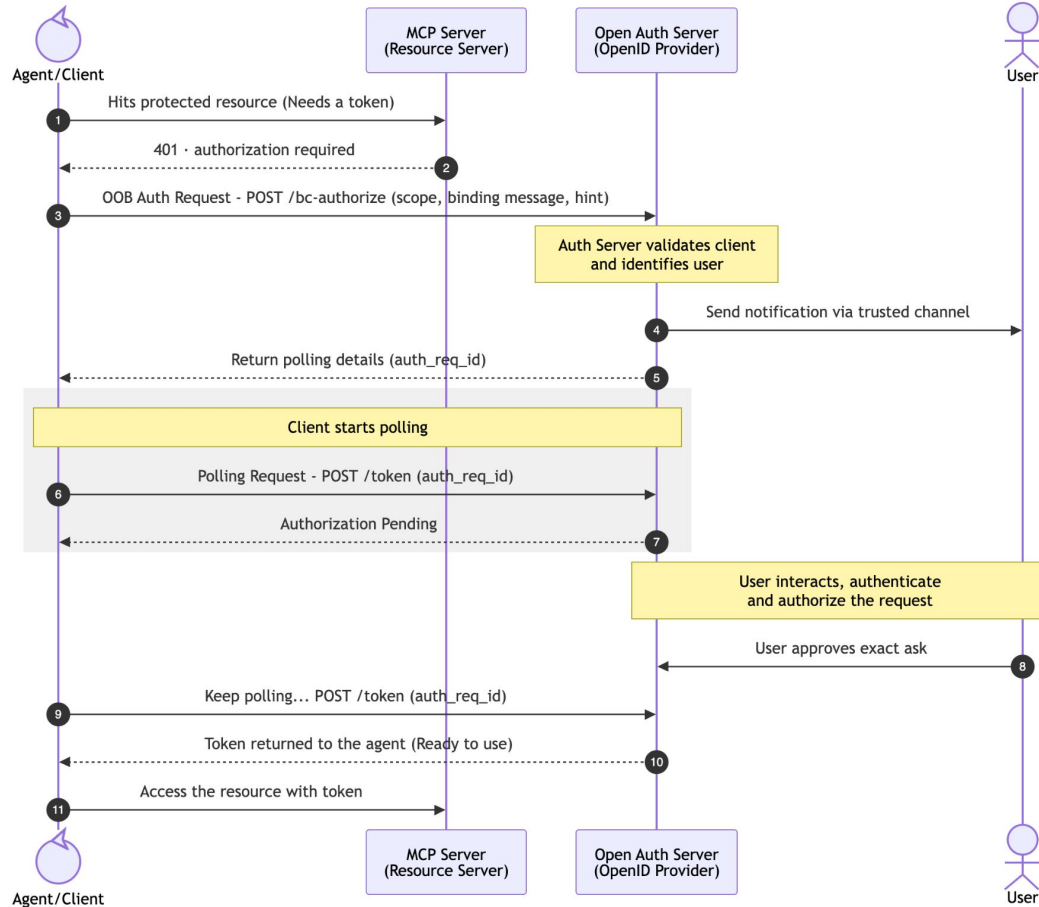 MCP Server
(Resource Server)
Open Auth Server
(OpenID Provider)
Agent/Client
User
Hits protected resource (Needs a token)
1
401 · authorization required
2
OOB Auth Request - POST /bc-authorize (scope, binding message, hint)
3
Auth Server validates client
and identifies user
Send notification via trusted channel
4
Return polling details (auth_req_id)
5
Client starts polling
Polling Request - POST /token (auth_req_id)
6
Authorization Pending
7
User interacts, authenticate
and authorize the request
User approves exact ask
8
Keep polling... POST /token (auth_req_id)
9
Token returned to the agent (Ready to use)
10
Access the resource with token
11
MCP Server
(Resource Server)
Open Auth Server
(OpenID Provider)
Agent/Client
User